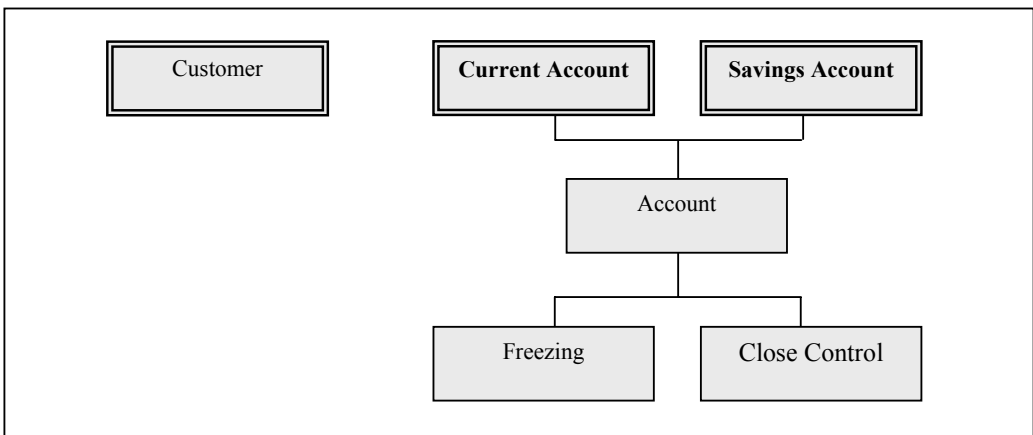 Customer
Current Account
Savings Account
Account
Freezing
Close Control